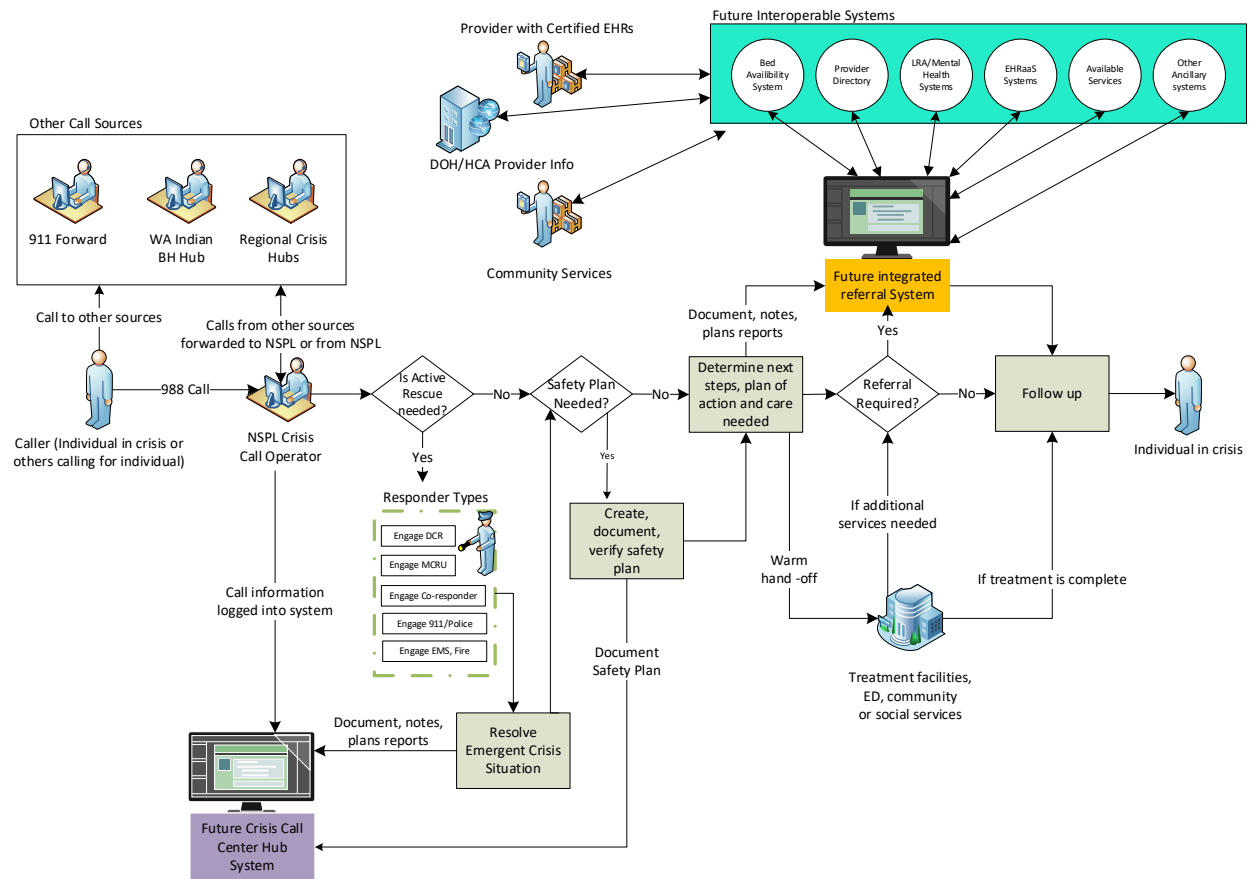 Future Interoperable Systems
Provider with Certified EHRs
Bed
Availibility
System
Provider
Directory
LRA/Mental
Health
Systems
EHRaaS
Systems
Available
Services
Other
Ancillary
systems
DOH/HCA Provider Info
Community Services
Other Call Sources
911 Forward
WA Indian
BH Hub
Regional Crisis
Hubs
Future integrated
referral System
Call to other sources
Calls from other sources
forwarded to NSPL or from NSPL
Document, notes,
plans reports
Yes
988 Call
Caller (Individual in crisis or
others calling for individual)
NSPL Crisis
Call Operator
Is Active
Rescue
needed?
No
Safety Plan
Needed?
No
Determine next
steps, plan of
action and care
needed
Referral
Required?
No
Follow up
Individual in crisis
Yes
Yes
Responder Types
Engage DCR
Engage MCRU
Engage Co-responder
Engage 911/Police
Engage EMS, Fire
Create,
document,
verify safety
plan
If additional
services needed
Warm
hand -off
If treatment is complete
Call information
logged into system
Document
Safety Plan
Treatment facilities,
ED, community
or social services
Document, notes,
plans reports
Resolve
Emergent Crisis
Situation
Future Crisis Call
Center Hub
System